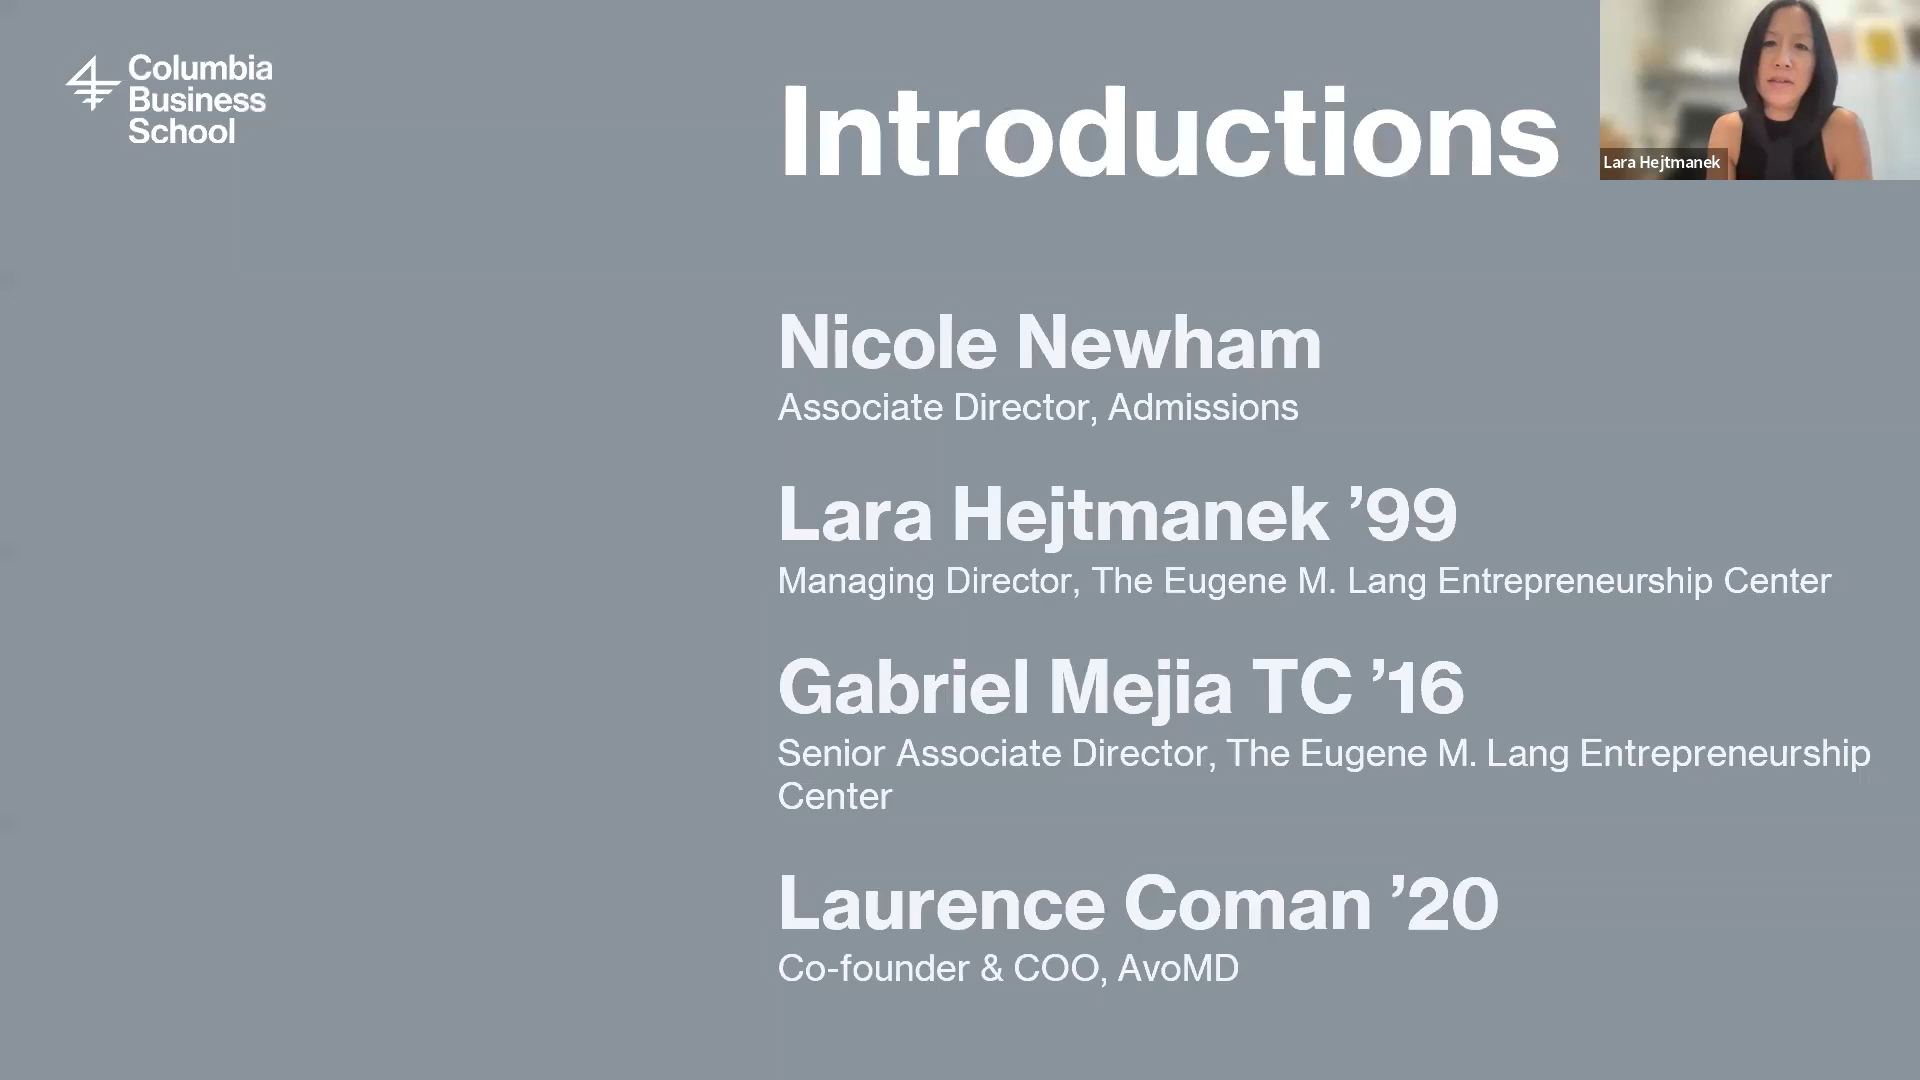 Columbia
Business
School
Introductions
Lara Hejtmanek
Nicole Newham
Associate Director, Admissions
Lara Hejtmanek ’99
Managing Director, The Eugene M. Lang Entrepreneurship Center
Gabriel Mejia TC ’16
Senior Associate Director, The Eugene M. Lang Entrepreneurship
Center
Laurence Coman ’20
Co-founder & COO, AvoMD